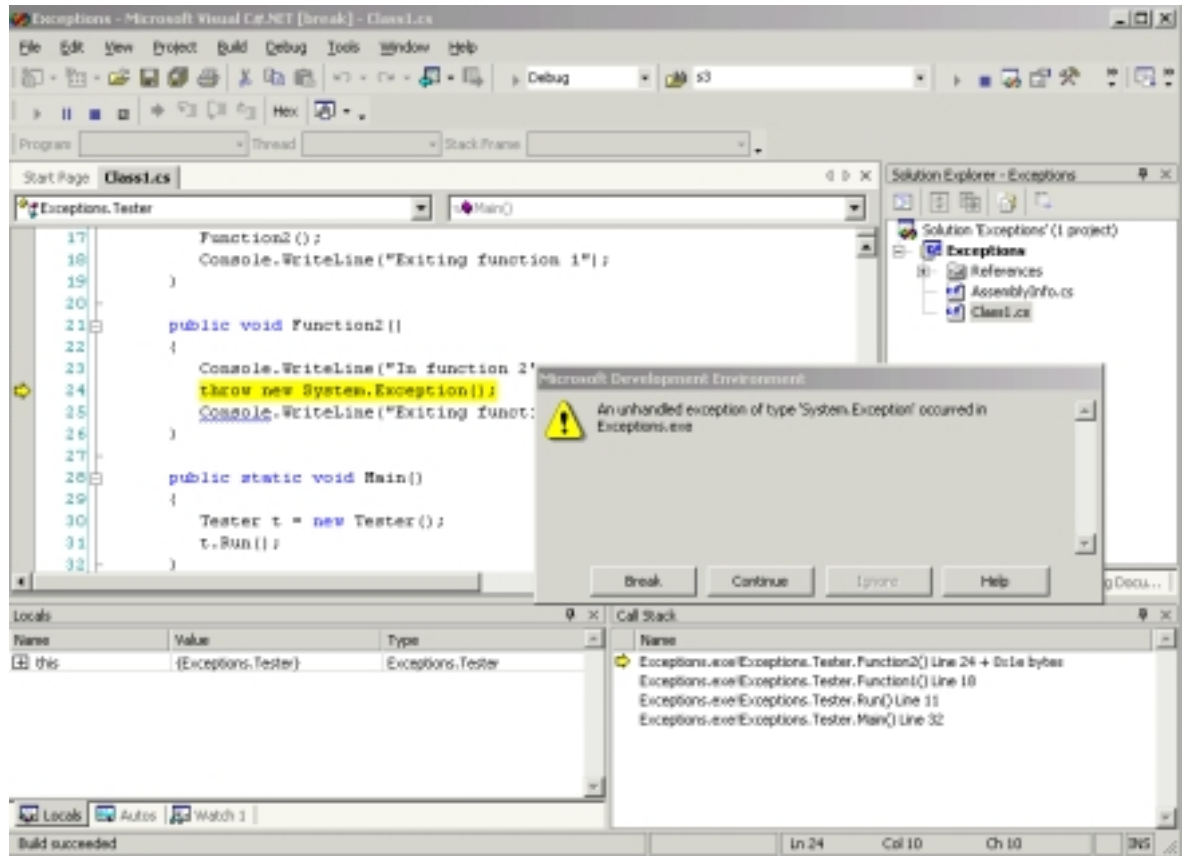 Exceptions - Microsoft Visual C#.NET [break] - Class1.cs
File Edit View Project Build Debug Tools Window Help
Debug s3
Hex
Program Thread Stack Frame
Start Page Class1.cs
Exceptions.Tester Main()
17 Function2();
18 Console.WriteLine("Exiting function 1");
19 }
20
21 public void Function2()
22 {
23 Console.WriteLine("In function 2"
24 throw new System.Exception();
25 Console.WriteLine("Exiting funct
26 }
27
28 public static void Main()
29 {
30 Tester t = new Tester();
31 t.Run();
32 }
Solution Explorer - Exceptions
Solution 'Exceptions' (1 project)
Exceptions
References
AssemblyInfo.cs
Class1.cs
Microsoft Development Environment
An unhandled exception of type 'System.Exception' occurred in
Exceptions.exe
Break Continue Ignore Help
g Docu...
Locals
Name Value Type
this {Exceptions.Tester} Exceptions.Tester
Locals Autos Watch 1
Call Stack
Name
Exceptions.exe!Exceptions.Tester.Function2() Line 24 + 0x1e bytes
Exceptions.exe!Exceptions.Tester.Function1() Line 18
Exceptions.exe!Exceptions.Tester.Run() Line 11
Exceptions.exe!Exceptions.Tester.Main() Line 32
Build succeeded Ln 24 Col 10 Ch 10 INS